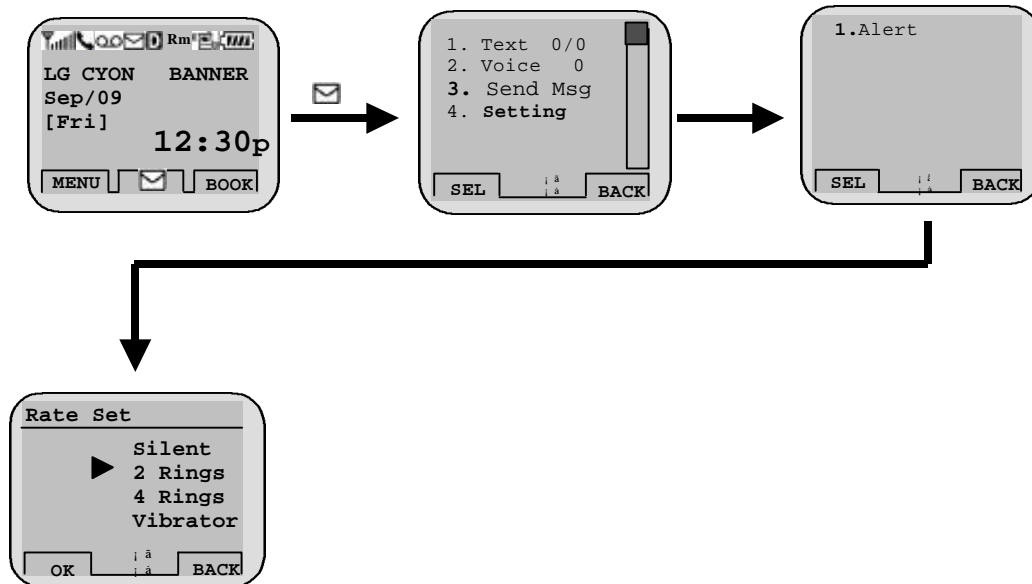 Rm
LG CYON BANNER
Sep/09
[Fri]
12:30p
MENU BOOK
1. Text 0/0
2. Voice 0
3. Send Msg
4. Setting
SEL BACK
1.Alert
SEL BACK
Rate Set
Silent
2 Rings
4 Rings
Vibrator
OK BACK